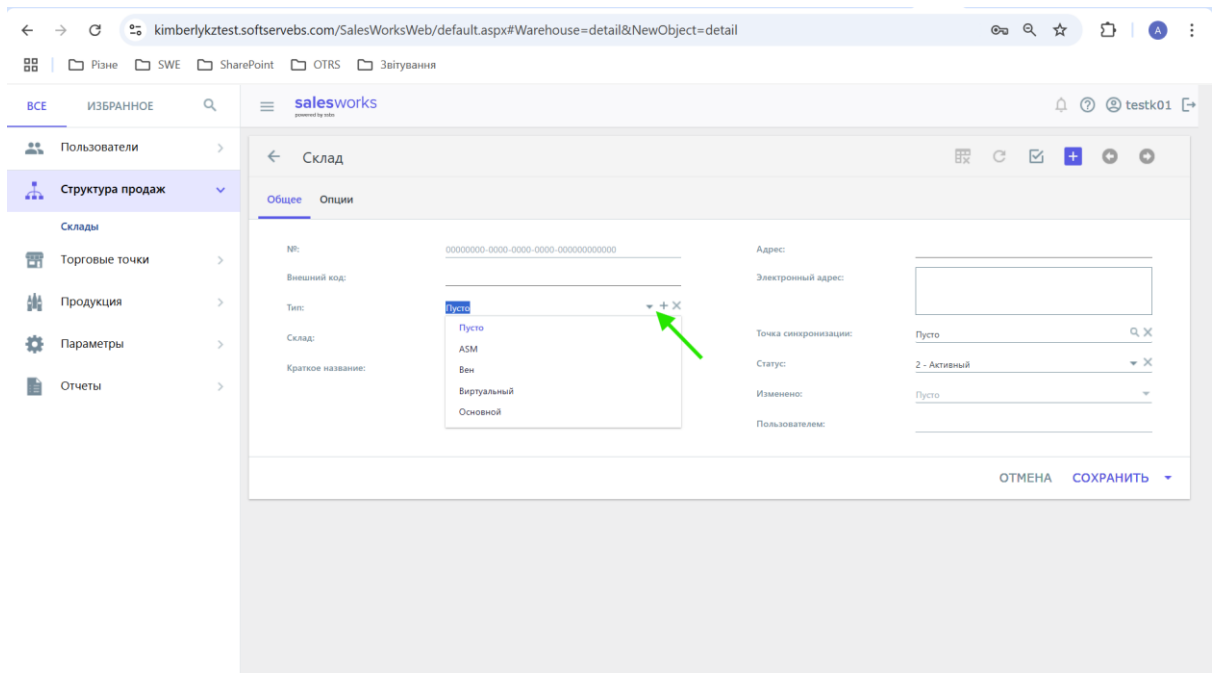 kimberlykztest.softservebs.com/SalesWorksWeb/default.aspx#Warehouse=detail&NewObject=detail
A
Різне SWE SharePoint OTRS Звітування
ВСЕ ИЗБРАННОЕ
salesworks
testk01
Пользователи
Структура продаж
Склады
Торговые точки
Продукция
Параметры
Отчеты
Склад
Общее Опции
№: 00000000-0000-0000-0000-000000000000
Внешний код:
Тип: Пусто
Пусто
ASM
Вен
Виртуальный
Основной
Склад:
Краткое название:
Адрес:
Электронный адрес:
Точка синхронизации: Пусто
Статус: 2 - Активный
Изменено: Пусто
Пользователем:
ОТМЕНА СОХРАНИТЬ